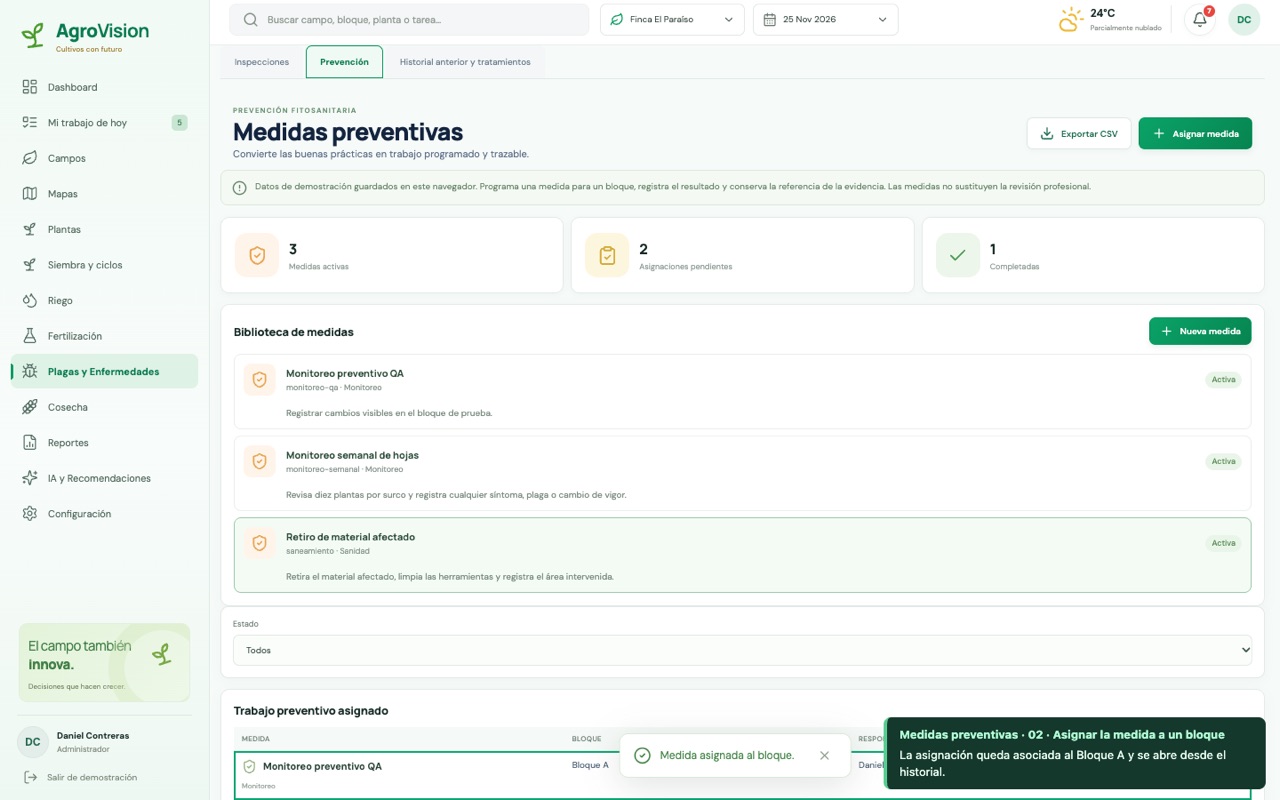 AgroVision
Cultivos con futuro
Buscar campo, bloque, planta o tarea...
Finca El Paraíso
25 Nov 2026
24°C
Parcialmente nublado
7
DC
Dashboard
Mi trabajo de hoy
5
Campos
Mapas
Plantas
Siembra y ciclos
Riego
Fertilización
Plagas y Enfermedades
Cosecha
Reportes
IA y Recomendaciones
Configuración
El campo también
innova.
Decisiones que hacen crecer.
DC
Daniel Contreras
Administrador
Salir de demostración
Inspecciones
Prevención
Historial anterior y tratamientos
PREVENCIÓN FITOSANITARIA
Medidas preventivas
Convierte las buenas prácticas en trabajo programado y trazable.
Exportar CSV
Asignar medida
Datos de demostración guardados en este navegador. Programa una medida para un bloque, registra el resultado y conserva la referencia de la evidencia. Las medidas no sustituyen la revisión profesional.
3
Medidas activas
2
Asignaciones pendientes
1
Completadas
Biblioteca de medidas
Nueva medida
Monitoreo preventivo QA
monitoreo-qa · Monitoreo
Activa
Registrar cambios visibles en el bloque de prueba.
Monitoreo semanal de hojas
monitoreo-semanal · Monitoreo
Activa
Revisa diez plantas por surco y registra cualquier síntoma, plaga o cambio de vigor.
Retiro de material afectado
saneamiento · Sanidad
Activa
Retira el material afectado, limpia las herramientas y registra el área intervenida.
Estado
Todos
Trabajo preventivo asignado
MEDIDA
BLOQUE
Monitoreo preventivo QA
Monitoreo
Bloque A
Daniel
Medida asignada al bloque.
Medidas preventivas · 02 · Asignar la medida a un bloque
La asignación queda asociada al Bloque A y se abre desde el
historial.